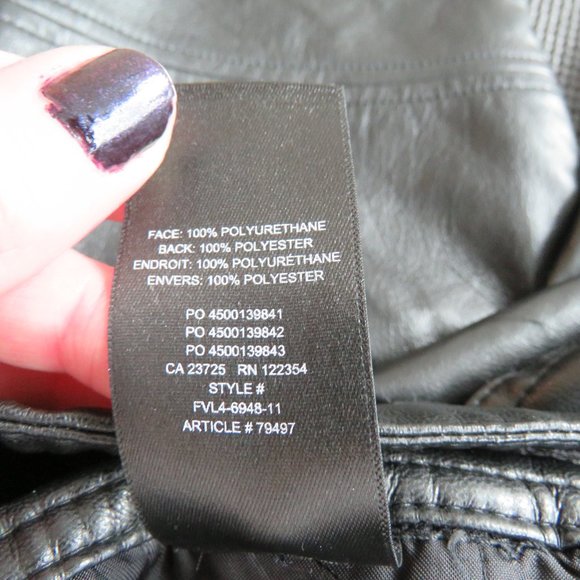 FACE: 100% POLYURETHANE
BACK: 100% POLYESTER
ENDROIT: 100% POLYURÉTHANE
ENVERS: 100% POLYESTER
PO 4500139841
PO 4500139842
PO 4500139843
CA 23725 RN 122354
STYLE #
FVL4-6948-11
ARTICLE # 79497